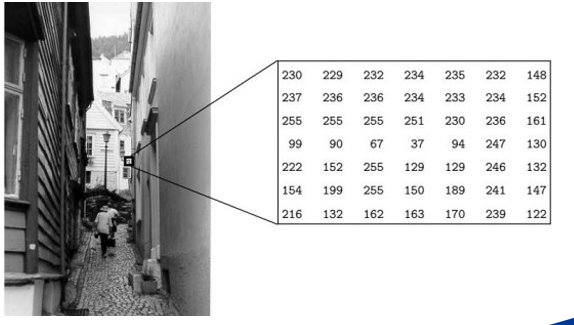 230 229 232 234 235 232 148
237 236 236 234 233 234 152
255 255 255 251 230 236 161
99 90 67 37 94 247 130
222 152 255 129 129 246 132
154 199 255 150 189 241 147
216 132 162 163 170 239 122